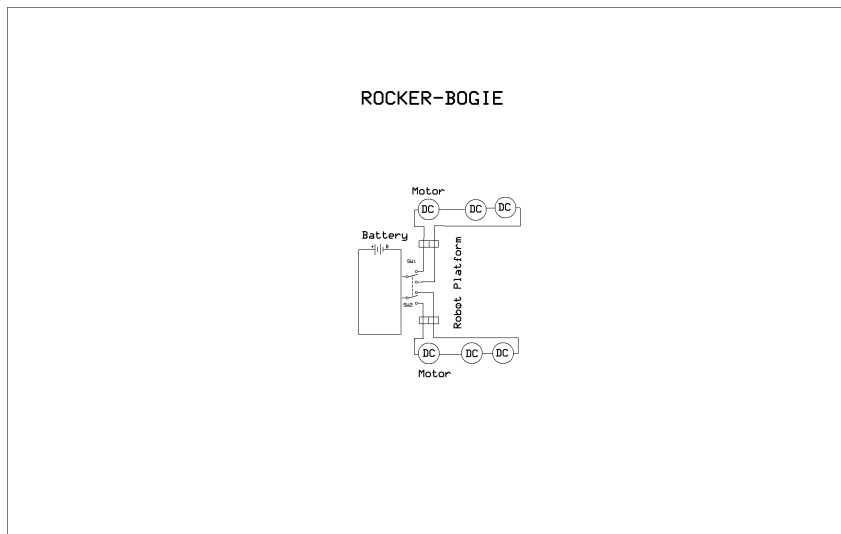 ROCKER-BOGIE
Motor
DC DC DC
Battery
+ B
SW1
Robot Platform
SW2
DC DC DC
Motor